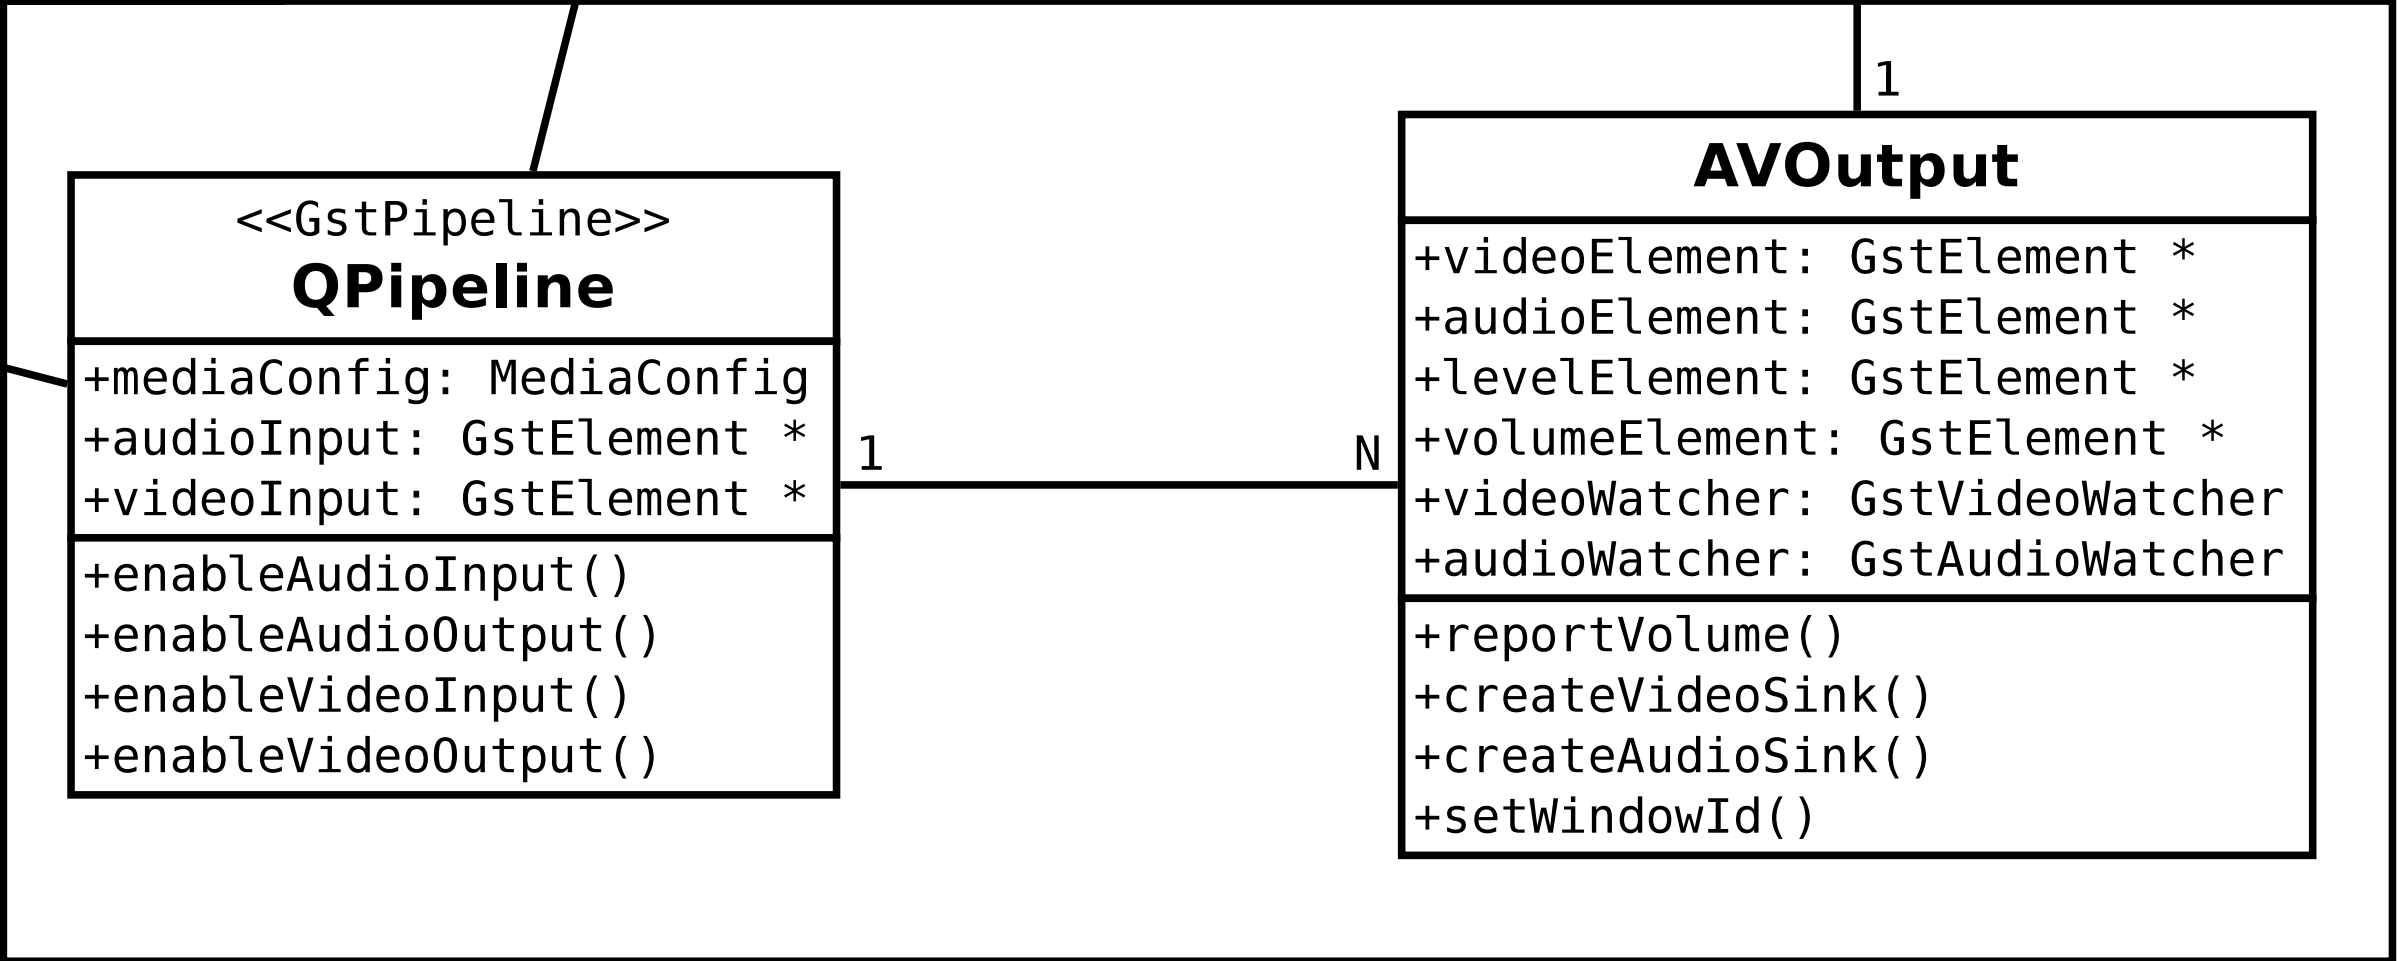 <<GstPipeline>>
QPipeline
+mediaConfig: MediaConfig
+audioInput: GstElement *
+videoInput: GstElement *
+enableAudioInput()
+enableAudioOutput()
+enableVideoInput()
+enableVideoOutput()
1
N
1
AVOutput
+videoElement: GstElement *
+audioElement: GstElement *
+levelElement: GstElement *
+volumeElement: GstElement *
+videoWatcher: GstVideoWatcher
+audioWatcher: GstAudioWatcher
+reportVolume()
+createVideoSink()
+createAudioSink()
+setWindowId()